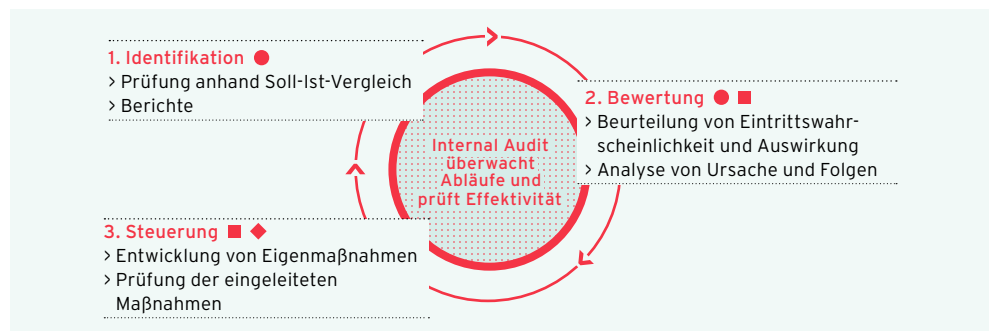 1. Identifikation
> Prüfung anhand Soll-Ist-Vergleich
> Berichte
2. Bewertung
> Beurteilung von Eintrittswahr-
scheinlichkeit und Auswirkung
> Analyse von Ursache und Folgen
Internal Audit
überwacht
Abläufe und
prüft Effektivität
3. Steuerung
> Entwicklung von Eigenmaßnahmen
> Prüfung der eingeleiteten
Maßnahmen